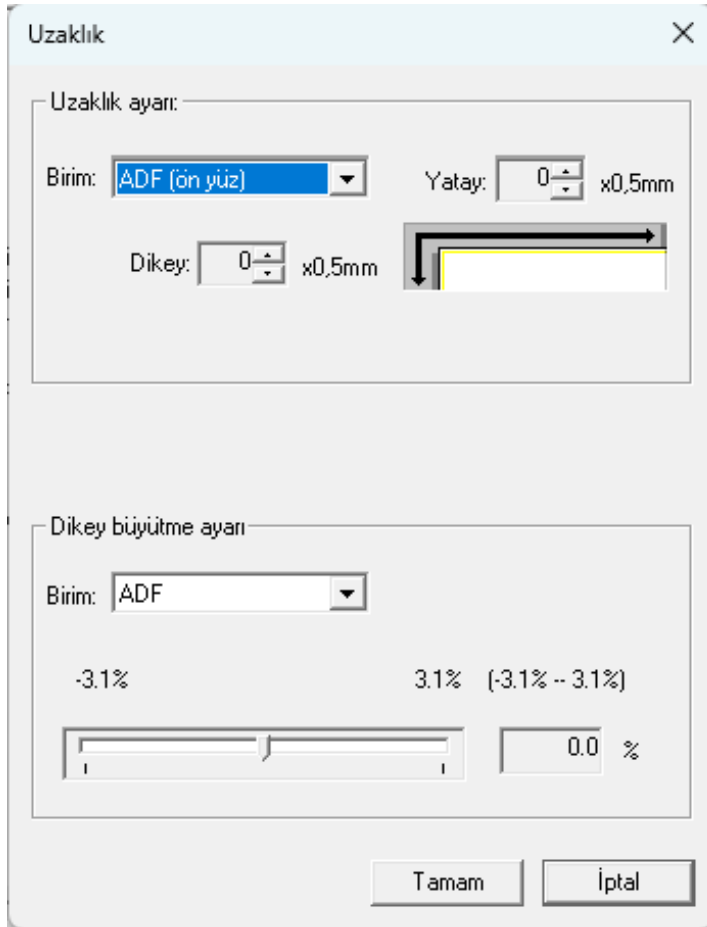 Uzaklık
Uzaklık ayarı:
Birim: ADF (ön yüz) Yatay: 0 x0,5mm
Dikey: 0 x0,5mm
Dikey büyütme ayarı
Birim: ADF
-3.1% 3.1% (-3.1% -- 3.1%)
0.0 %
Tamam İptal